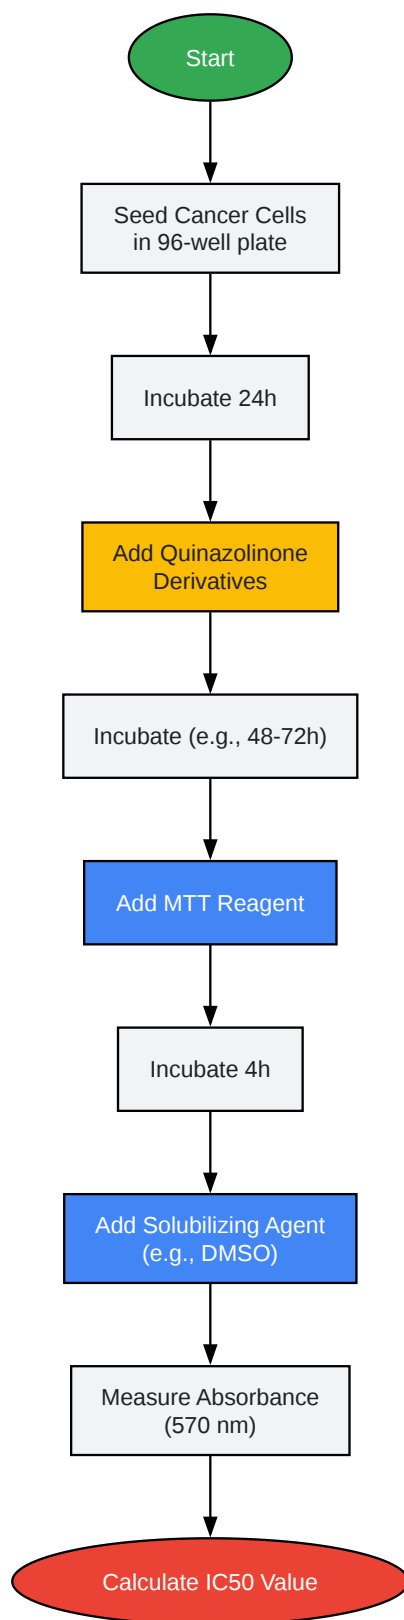 Start
Seed Cancer Cells
in 96-well plate
Incubate 24h
Add Quinazolinone
Derivatives
Incubate (e.g., 48-72h)
Add MTT Reagent
Incubate 4h
Add Solubilizing Agent
(e.g., DMSO)
Measure Absorbance
(570 nm)
Calculate IC50 Value